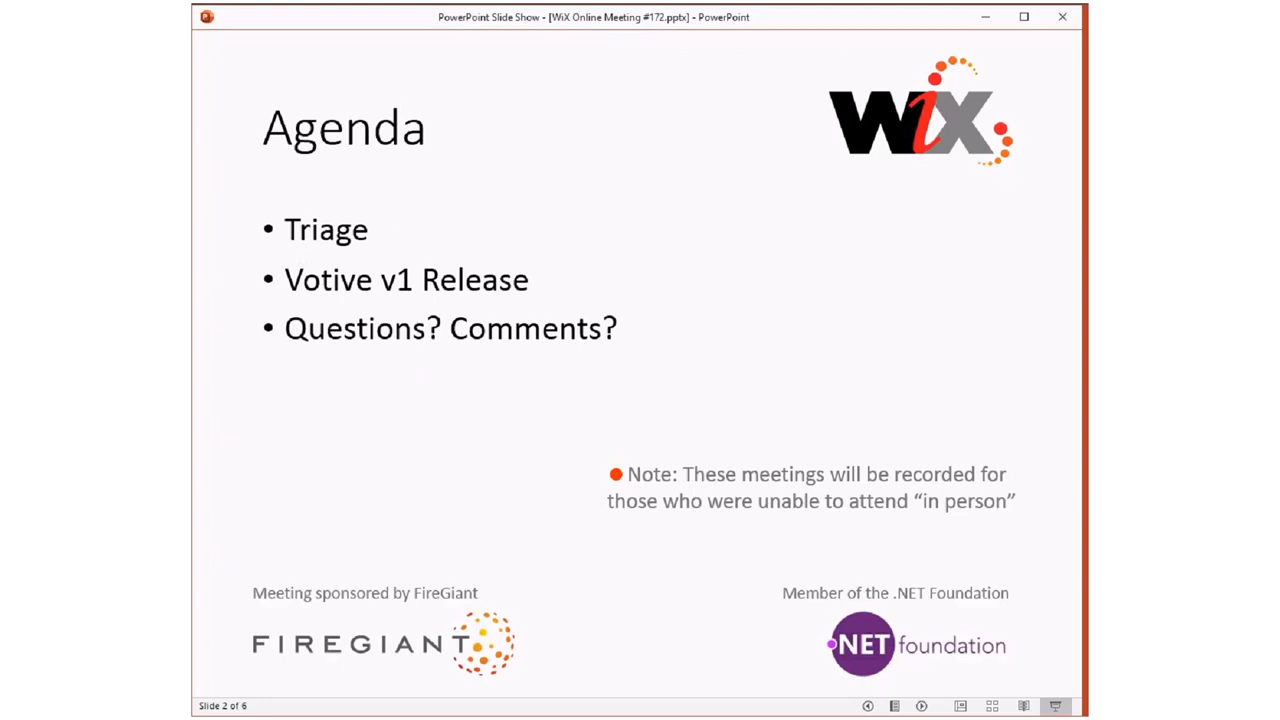 PowerPoint Slide Show - [WiX Online Meeting #172.pptx] - PowerPoint
WiX
Agenda
• Triage
• Votive v1 Release
• Questions? Comments?
Note: These meetings will be recorded for
those who were unable to attend “in person”
Meeting sponsored by FireGiant
FIREGIANT
Member of the .NET Foundation
.NET foundation
Slide 2 of 6